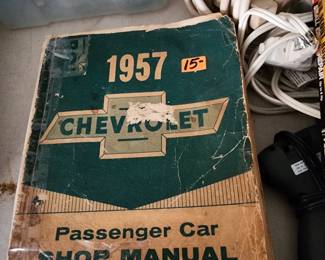 1957
15-
CHEVROLET
Passenger Car
SHOP MANUAL